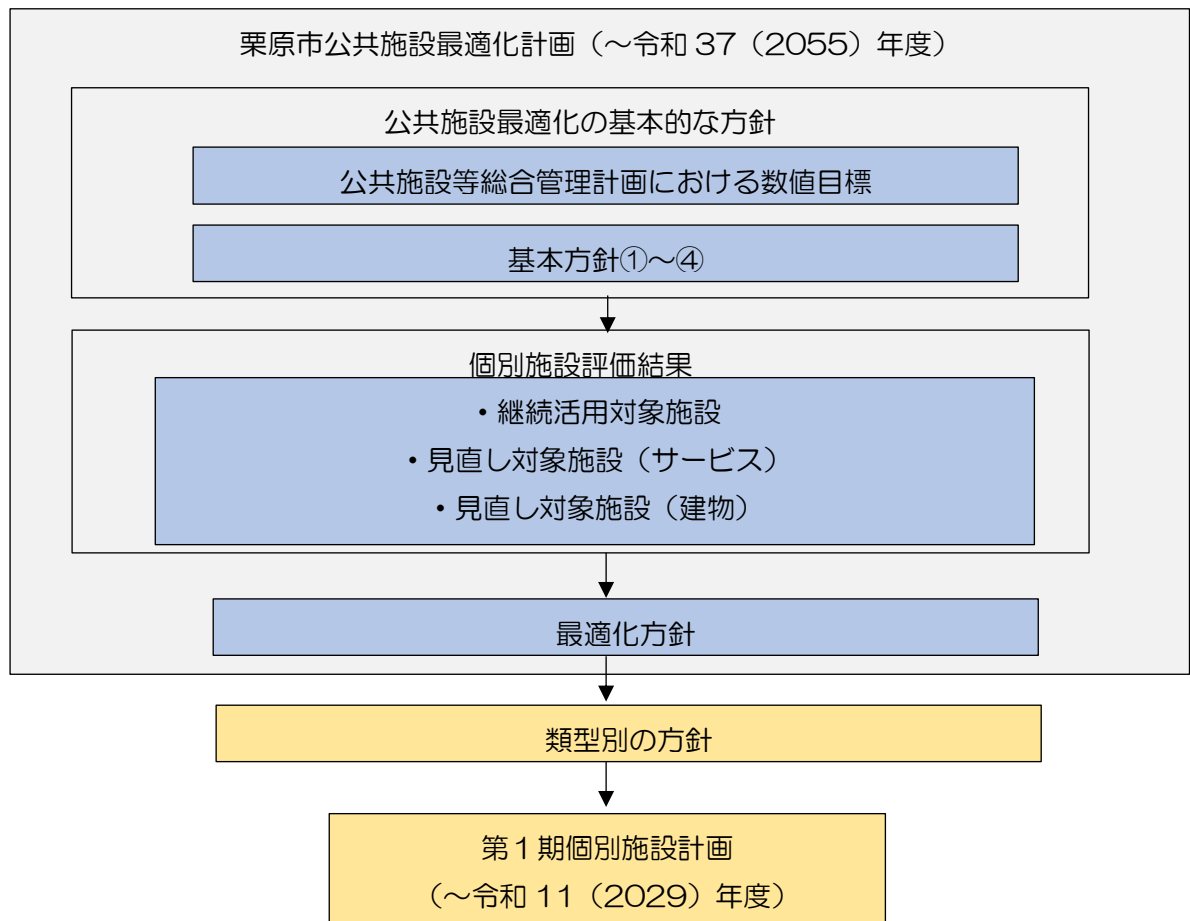 栗原市公共施設最適化計画（～令和 37（2055）年度）
公共施設最適化の基本的な方針
公共施設等総合管理計画における数値目標
基本方針①～④
個別施設評価結果
・継続活用対象施設
・見直し対象施設（サービス）
・見直し対象施設（建物）
最適化方針
類型別の方針
第１期個別施設計画
（～令和 11（2029）年度）